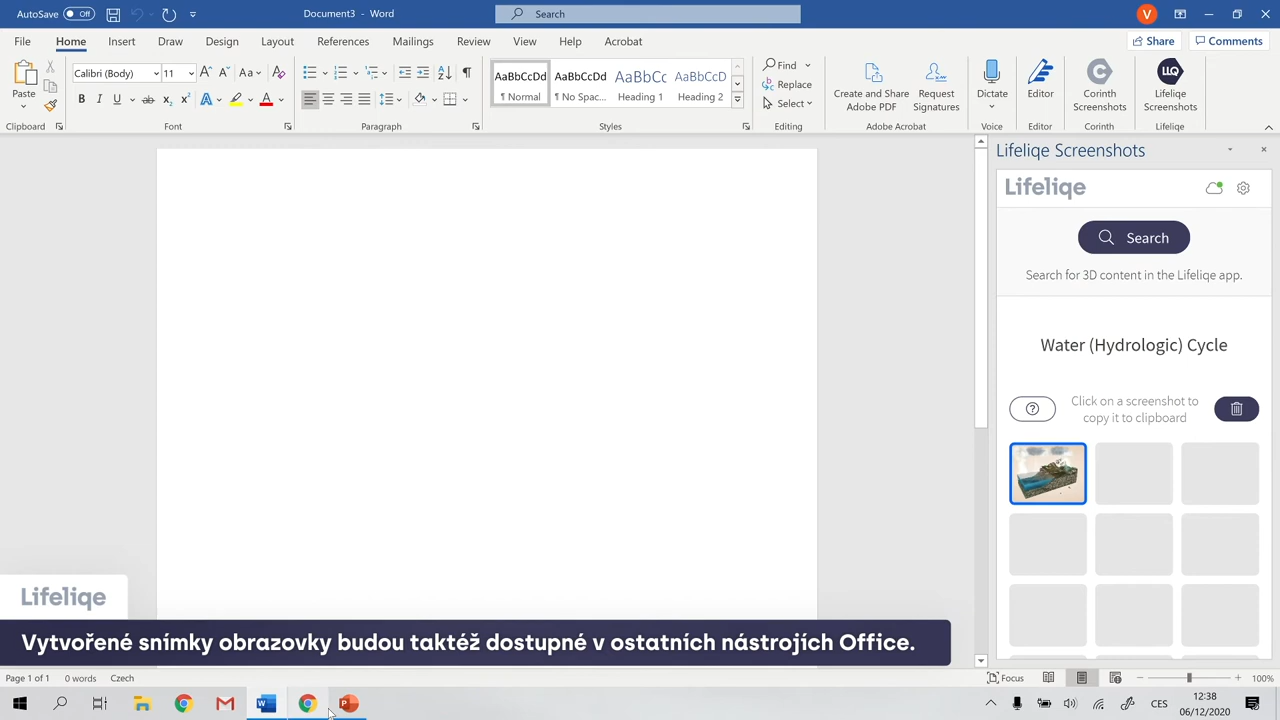 AutoSave Off
Document3 - Word
Search
V
File Home Insert Draw Design Layout References Mailings Review View Help Acrobat
Share Comments
Paste
Calibri (Body) 11
Aa
B I U ab x₂ x² A A
AaBbCcDd AaBbCcDd AaBbCc AaBbCcD
¶ Normal ¶ No Spac... Heading 1 Heading 2
Find
Replace
Select
Create and Share Adobe PDF
Request Signatures
Dictate
Editor
Corinth Screenshots
LLQ
Lifeliqe Screenshots
Clipboard Font Paragraph Styles Editing Adobe Acrobat Voice Editor Corinth Lifeliqe
Lifeliqe Screenshots
Lifeliqe
Search
Search for 3D content in the Lifeliqe app.
Water (Hydrologic) Cycle
Click on a screenshot to
copy it to clipboard
Lifeliqe
Vytvořené snímky obrazovky budou taktéž dostupné v ostatních nástrojích Office.
Page 1 of 1 0 words Czech
Focus 100%
CES
12:38
06/12/2020